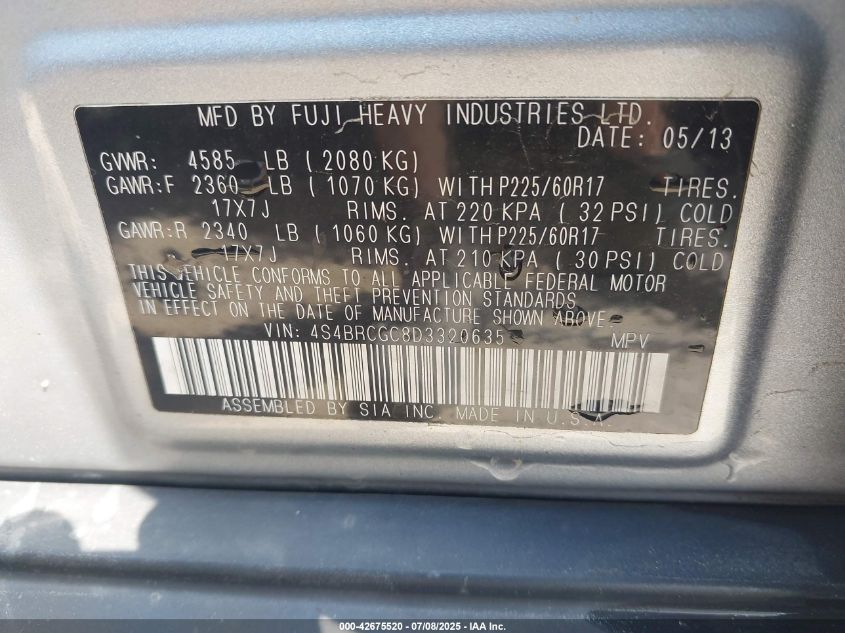 MFD BY FUJI HEAVY INDUSTRIES LTD.
DATE: 05/13
GVWR: 4585 LB ( 2080 KG)
GAWR:F 2360 LB ( 1070 KG) WITH P225/60R17 TIRES.
17X7J RIMS. AT 220 KPA ( 32 PSI) COLD
GAWR:R 2340 LB ( 1060 KG) WITH P225/60R17 TIRES.
17X7J RIMS. AT 210 KPA ( 30 PSI) COLD
THIS VEHICLE CONFORMS TO ALL APPLICABLE FEDERAL MOTOR
VEHICLE SAFETY AND THEFT PREVENTION STANDARDS
IN EFFECT ON THE DATE OF MANUFACTURE SHOWN ABOVE.
VIN: 4S4BRCGC8D3320635 MPV
ASSEMBLED BY SIA INC. MADE IN U.S.A.
000-42675520 - 07/08/2025 - IAA Inc.